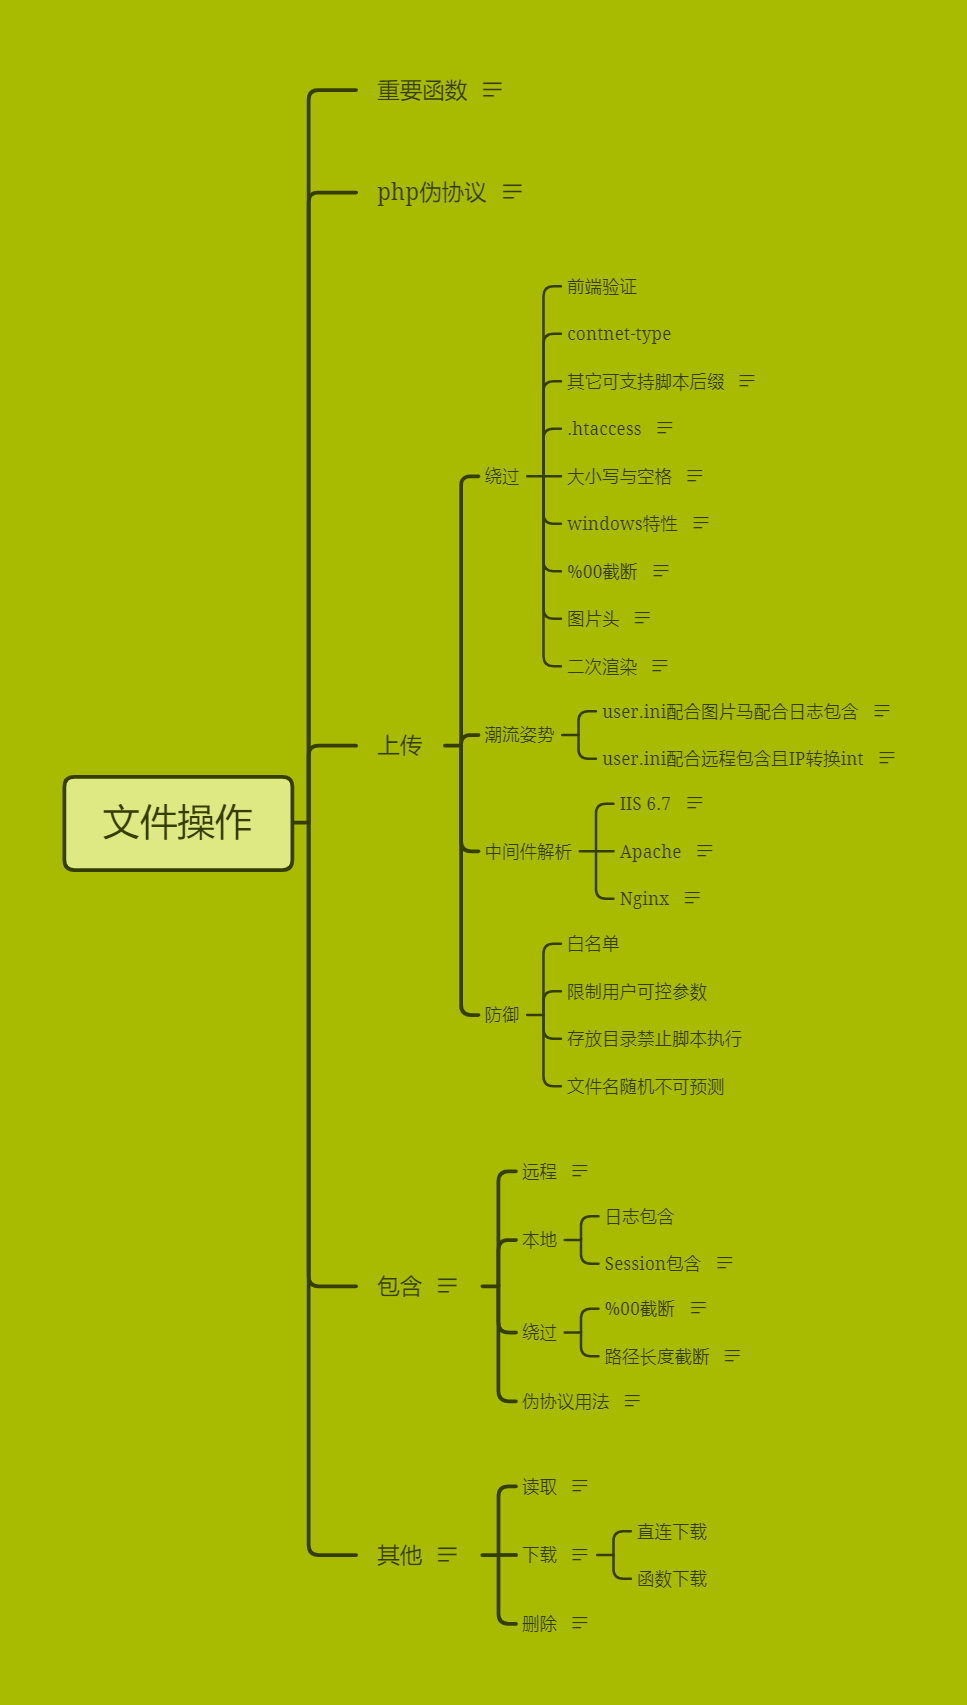 重要函数
php伪协议
前端验证
contnet-type
其它可支持脚本后缀
.htaccess
绕过
大小写与空格
windows特性
%00截断
图片头
二次渲染
user.ini配合图片马配合日志包含
潮流姿势
上传
user.ini配合远程包含且IP转换int
IIS 6.7
文件操作
中间件解析
Apache
Nginx
白名单
限制用户可控参数
防御
存放目录禁止脚本执行
文件名随机不可预测
远程
日志包含
本地
Session包含
包含
%00截断
绕过
路径长度截断
伪协议用法
读取
直连下载
其他
下载
函数下载
删除